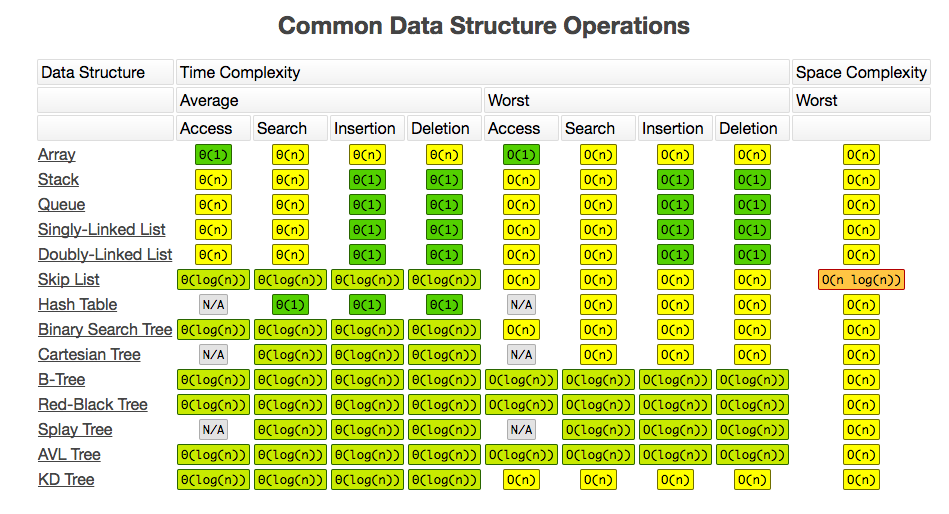 Common Data Structure Operations
Data Structure Time Complexity Space Complexity
Average Worst Worst
Access Search Insertion Deletion Access Search Insertion Deletion
Array θ(1) θ(n) θ(n) θ(n) O(1) O(n) O(n) O(n) O(n)
Stack θ(n) θ(n) θ(1) θ(1) O(n) O(n) O(1) O(1) O(n)
Queue θ(n) θ(n) θ(1) θ(1) O(n) O(n) O(1) O(1) O(n)
Singly-Linked List θ(n) θ(n) θ(1) θ(1) O(n) O(n) O(1) O(1) O(n)
Doubly-Linked List θ(n) θ(n) θ(1) θ(1) O(n) O(n) O(1) O(1) O(n)
Skip List θ(log(n)) θ(log(n)) θ(log(n)) θ(log(n)) O(n) O(n) O(n) O(n) O(n log(n))
Hash Table N/A θ(1) θ(1) θ(1) N/A O(n) O(n) O(n) O(n)
Binary Search Tree θ(log(n)) θ(log(n)) θ(log(n)) θ(log(n)) O(n) O(n) O(n) O(n) O(n)
Cartesian Tree N/A θ(log(n)) θ(log(n)) θ(log(n)) N/A O(n) O(n) O(n) O(n)
B-Tree θ(log(n)) θ(log(n)) θ(log(n)) θ(log(n)) O(log(n)) O(log(n)) O(log(n)) O(log(n)) O(n)
Red-Black Tree θ(log(n)) θ(log(n)) θ(log(n)) θ(log(n)) O(log(n)) O(log(n)) O(log(n)) O(log(n)) O(n)
Splay Tree N/A θ(log(n)) θ(log(n)) θ(log(n)) N/A O(log(n)) O(log(n)) O(log(n)) O(n)
AVL Tree θ(log(n)) θ(log(n)) θ(log(n)) θ(log(n)) O(log(n)) O(log(n)) O(log(n)) O(log(n)) O(n)
KD Tree θ(log(n)) θ(log(n)) θ(log(n)) θ(log(n)) O(n) O(n) O(n) O(n) O(n)